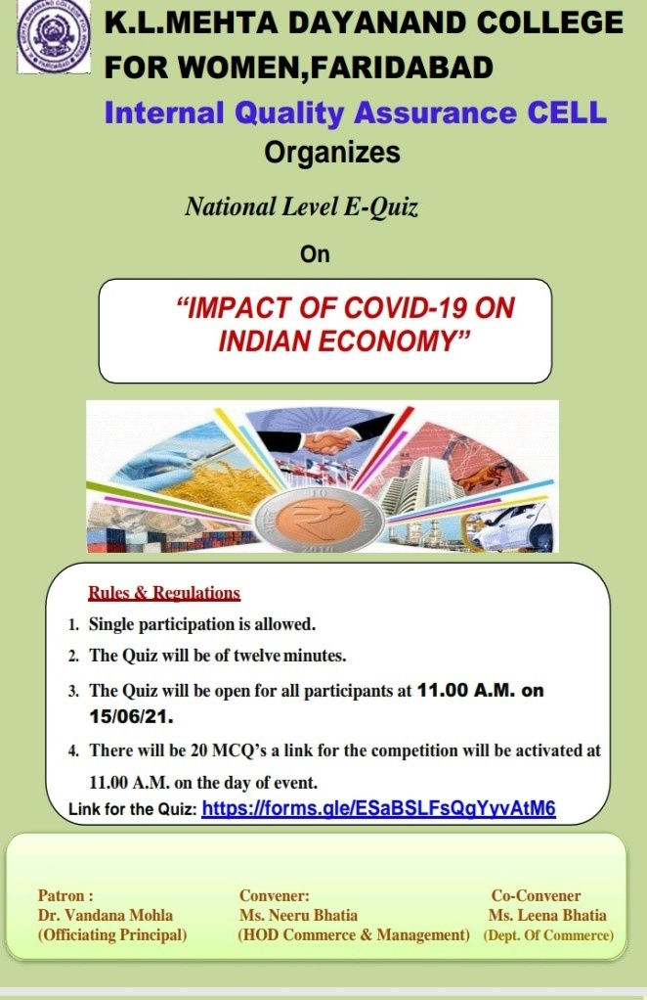 K.L.MEHTA DAYANAND COLLEGE
FOR WOMEN,FARIDABAD
Internal Quality Assurance CELL
Organizes
National Level E-Quiz
On
“IMPACT OF COVID-19 ON
INDIAN ECONOMY”
Rules & Regulations
1. Single participation is allowed.
2. The Quiz will be of twelve minutes.
3. The Quiz will be open for all participants at 11.00 A.M. on
15/06/21.
4. There will be 20 MCQ’s a link for the competition will be activated at
11.00 A.M. on the day of event.
Link for the Quiz: https://forms.gle/ESaBSLFsQgYyvAtM6
Patron : Convener: Co-Convener
Dr. Vandana Mohla Ms. Neeru Bhatia Ms. Leena Bhatia
(Officiating Principal) (HOD Commerce & Management) (Dept. Of Commerce)